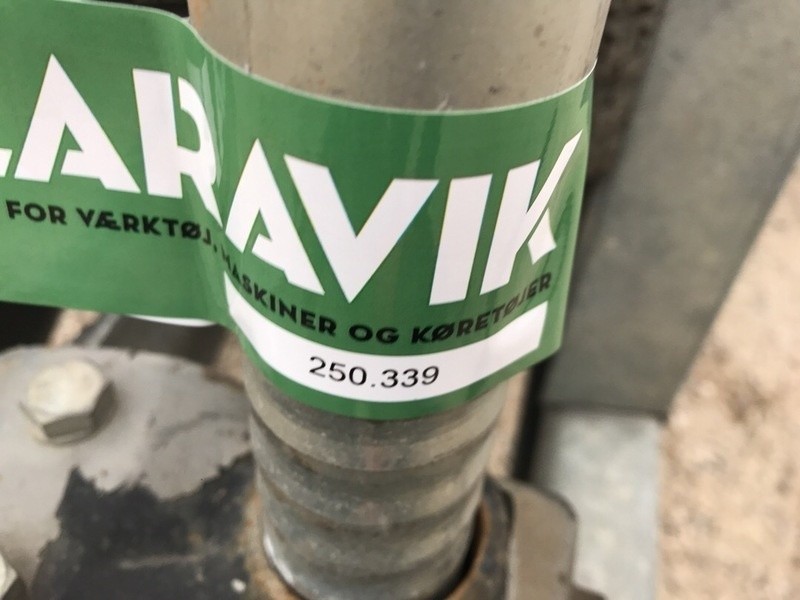 LARAVIK
FOR VÆRKTØJ, MASKINER OG KØRETØJER
250.339